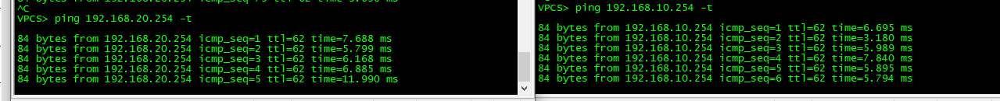 ^C
VPCS> ping 192.168.20.254 -t
84 bytes from 192.168.20.254 icmp_seq=1 ttl=62 time=7.688 ms
84 bytes from 192.168.20.254 icmp_seq=2 ttl=62 time=5.799 ms
84 bytes from 192.168.20.254 icmp_seq=3 ttl=62 time=6.168 ms
84 bytes from 192.168.20.254 icmp_seq=4 ttl=62 time=6.885 ms
84 bytes from 192.168.20.254 icmp_seq=5 ttl=62 time=11.990 ms
VPCS> ping 192.168.10.254 -t
84 bytes from 192.168.10.254 icmp_seq=1 ttl=62 time=6.695 ms
84 bytes from 192.168.10.254 icmp_seq=2 ttl=62 time=3.180 ms
84 bytes from 192.168.10.254 icmp_seq=3 ttl=62 time=5.989 ms
84 bytes from 192.168.10.254 icmp_seq=4 ttl=62 time=7.840 ms
84 bytes from 192.168.10.254 icmp_seq=5 ttl=62 time=5.895 ms
84 bytes from 192.168.10.254 icmp_seq=6 ttl=62 time=5.794 ms